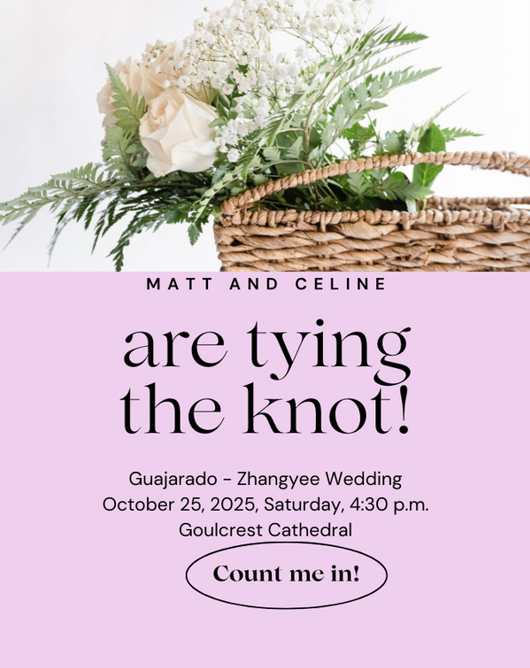 MATT AND CELINE
are tying
the knot!
Guajarado - Zhangyee Wedding
October 25, 2025, Saturday, 4:30 p.m.
Goulcrest Cathedral
Count me in!